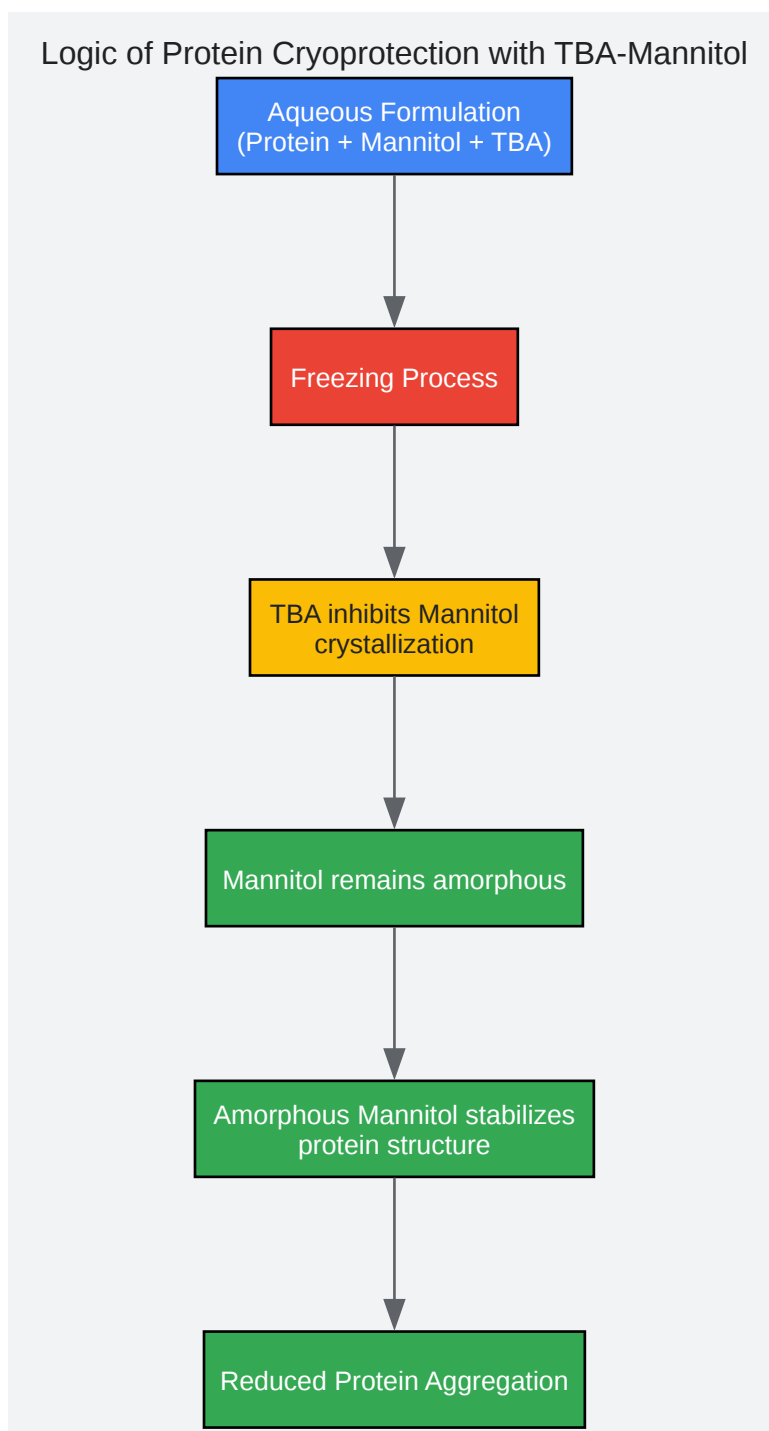 Logic of Protein Cryoprotection with TBA-Mannitol
Aqueous Formulation
(Protein + Mannitol + TBA)
Freezing Process
TBA inhibits Mannitol
crystallization
Mannitol remains amorphous
Amorphous Mannitol stabilizes
protein structure
Reduced Protein Aggregation